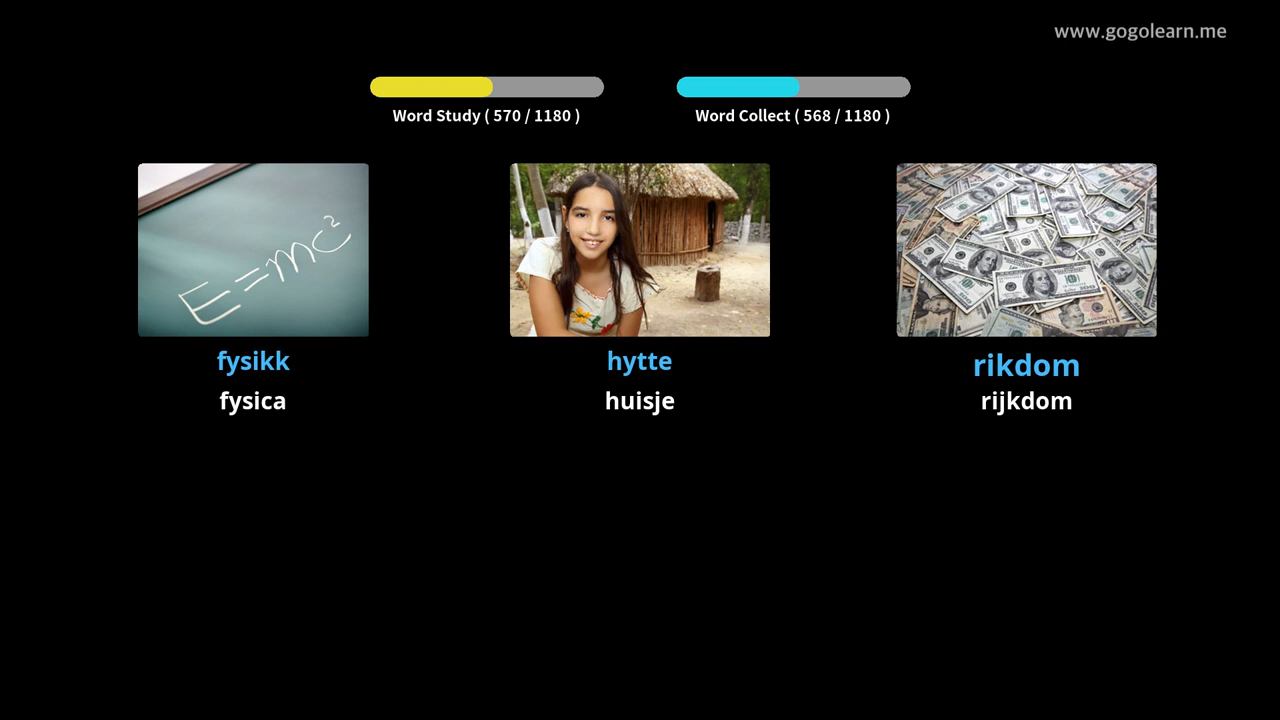 www.gogolearn.me
Word Study ( 570 / 1180 )
Word Collect ( 568 / 1180 )
E=mc²
fysikk
hytte
rikdom
fysica
huisje
rijkdom